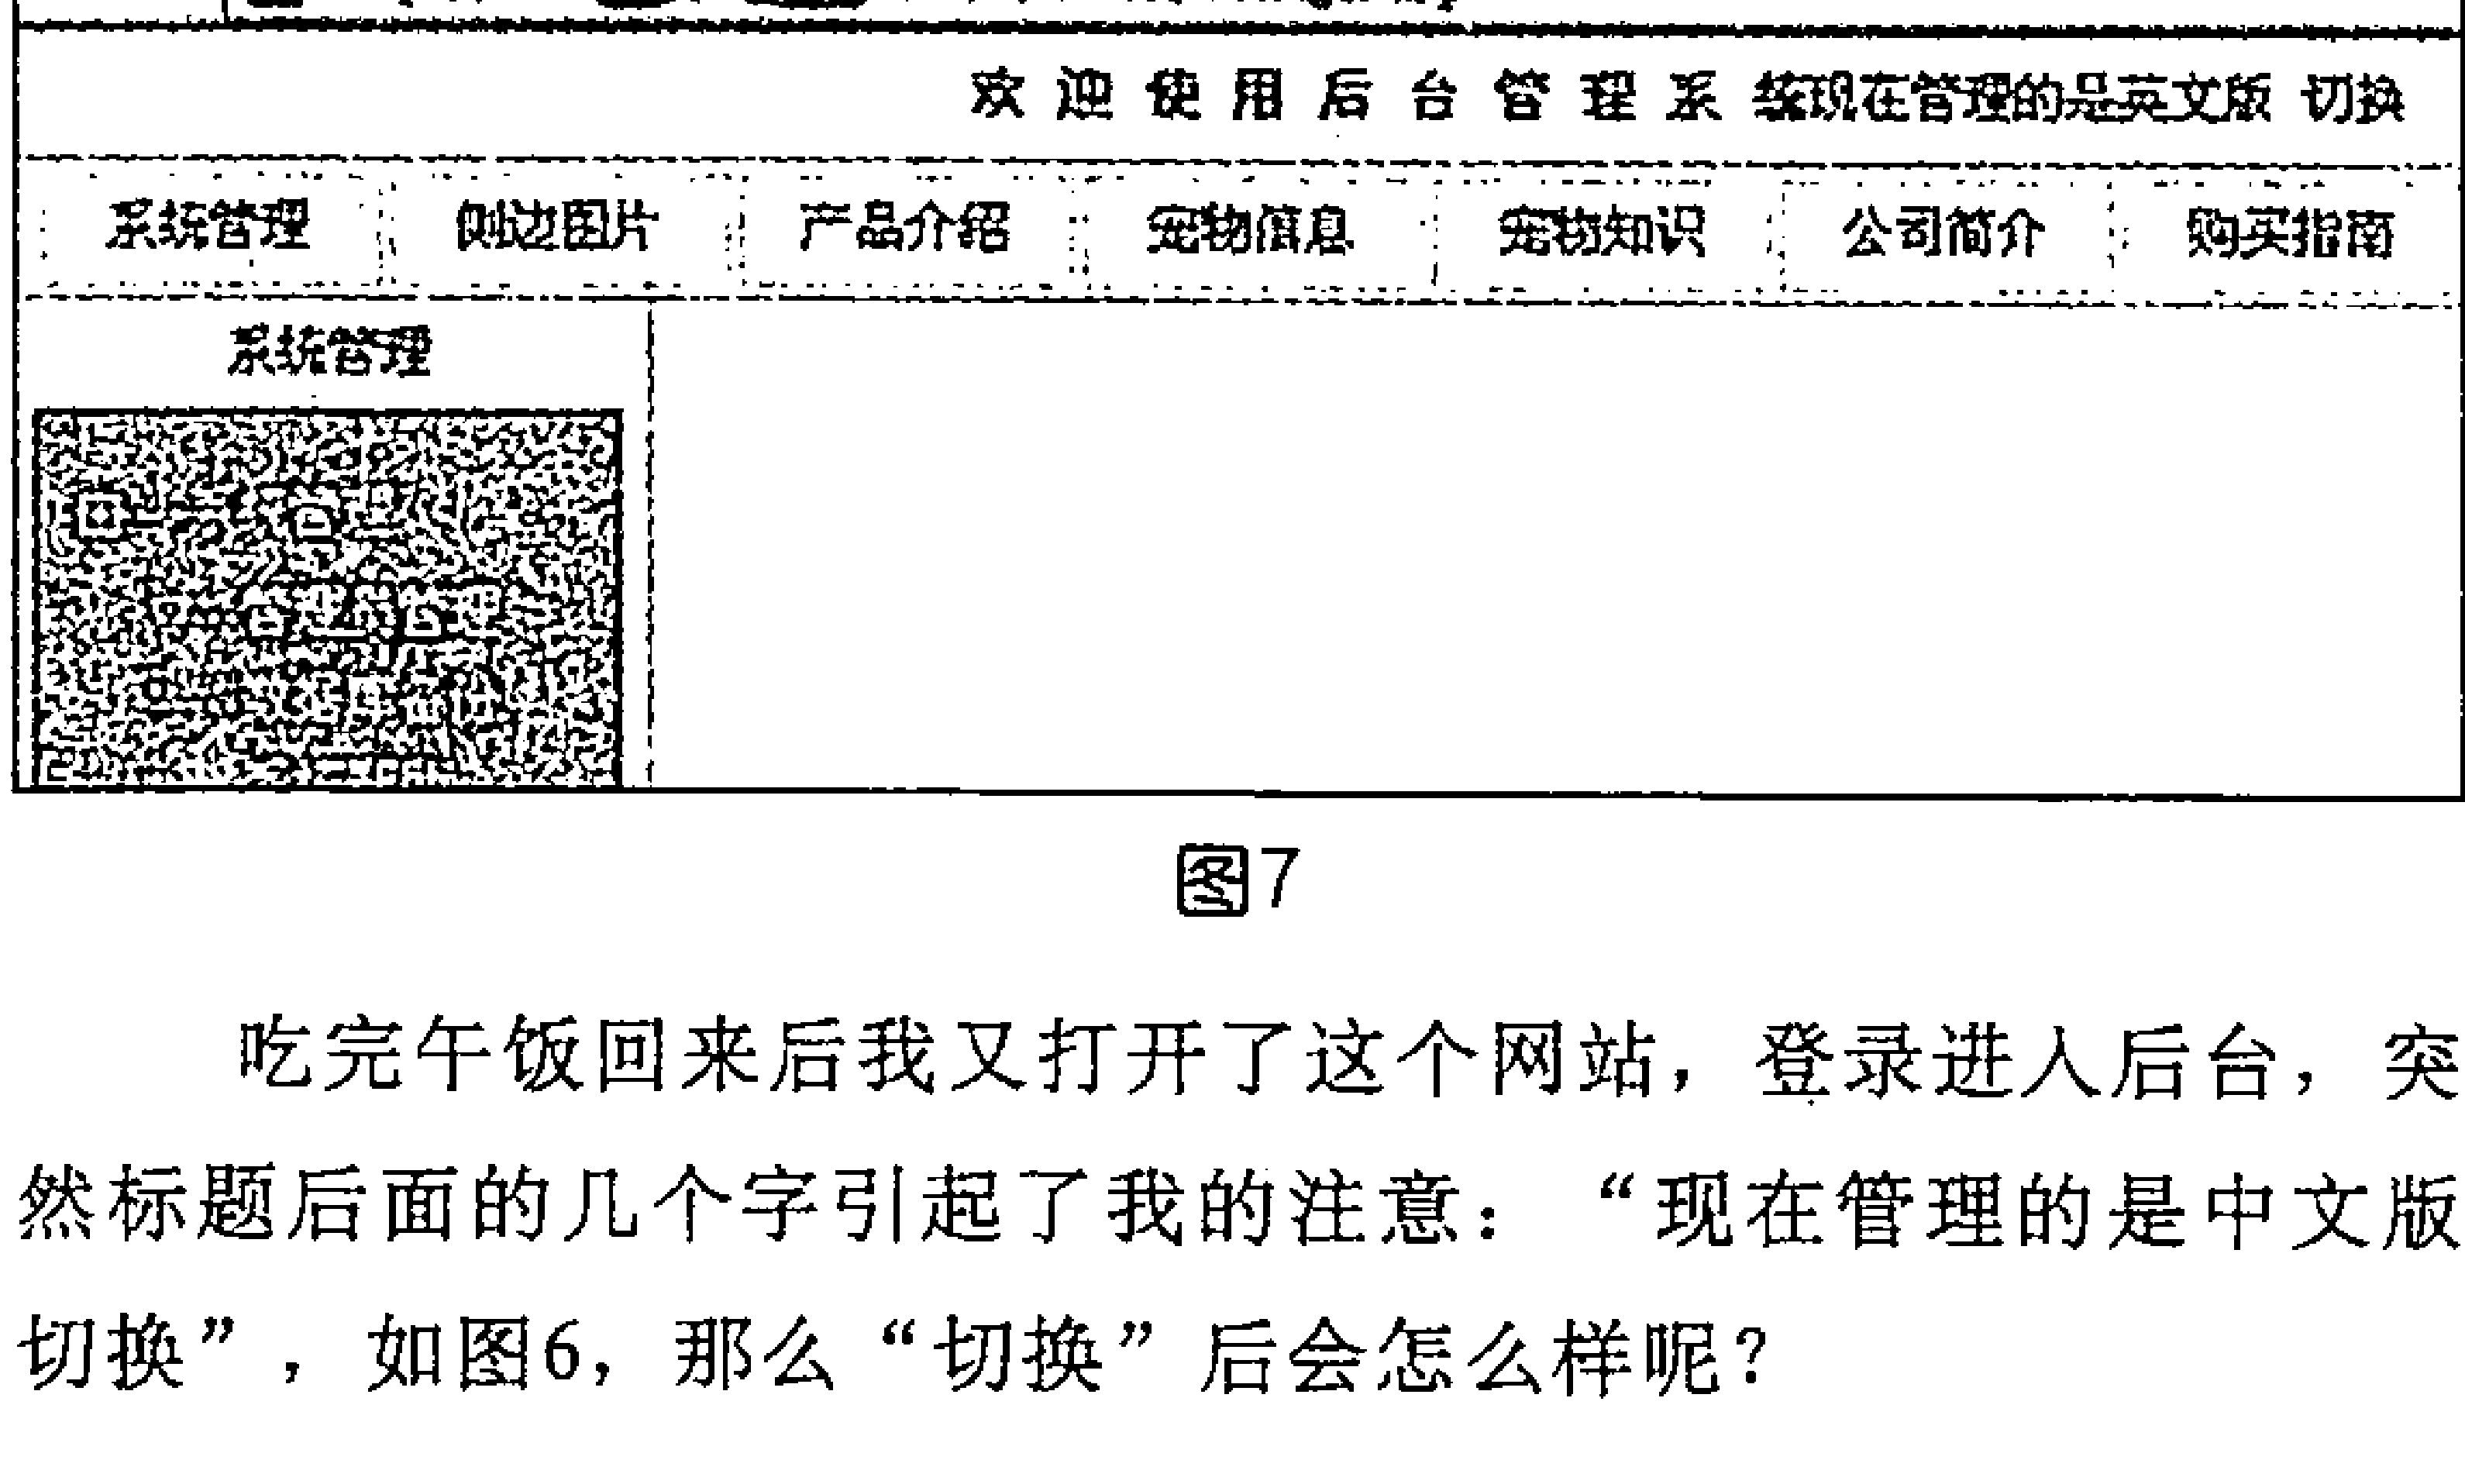 欢迎使用后台管理系统现在管理的是英文版 切换
系统管理 侧边图片 产品介绍 宠物信息 宠物知识 公司简介 购买指南
系统管理
图7
吃完午饭回来后我又打开了这个网站，登录进入后台，突
然标题后面的几个字引起了我的注意：“现在管理的是中文版
切换”，如图6，那么“切换”后会怎么样呢？